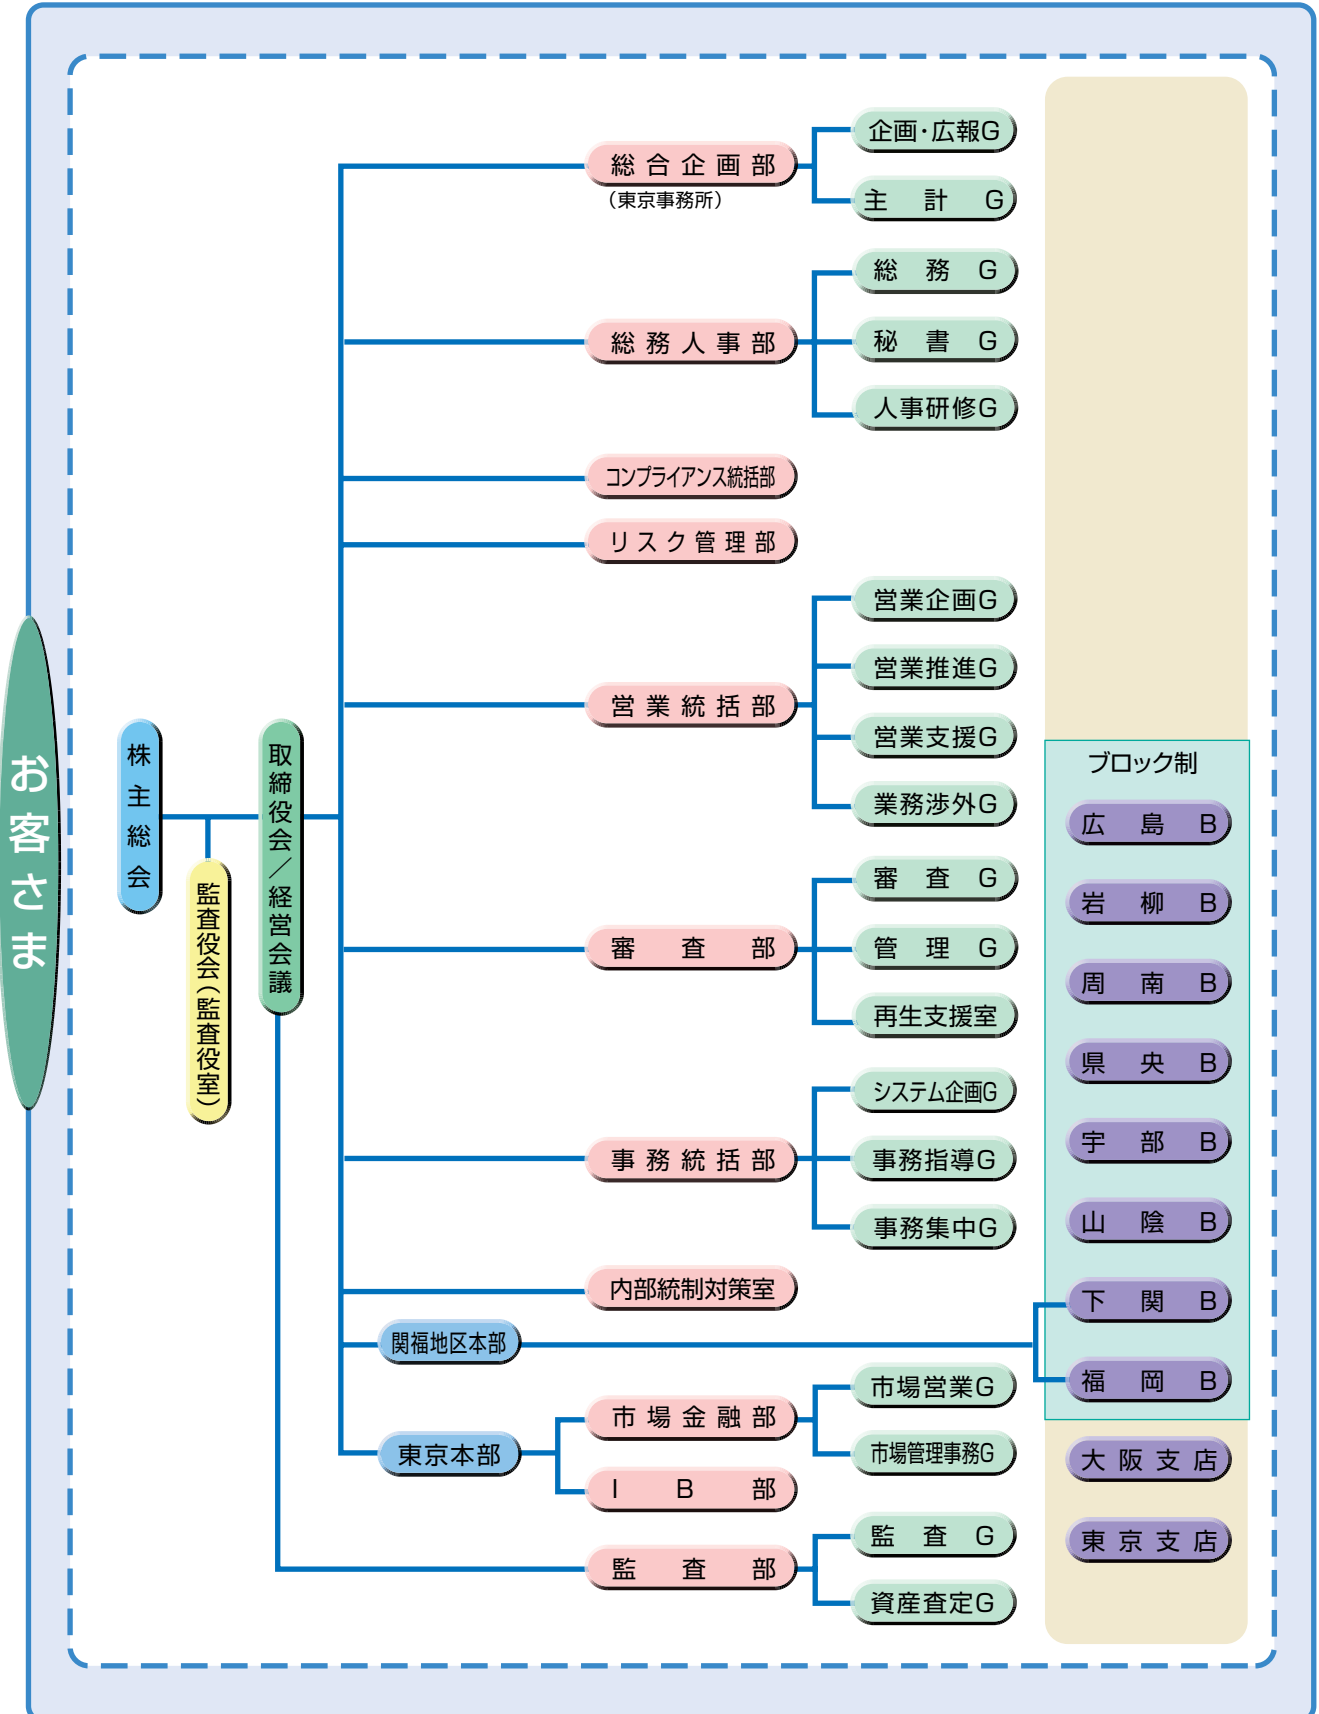 お客さま
株主総会
監査役会（監査役室）
取締役会／経営会議
総合企画部
（東京事務所）
企画・広報G
主計G
総務人事部
総務G
秘書G
人事研修G
コンプライアンス統括部
リスク管理部
営業統括部
営業企画G
営業推進G
営業支援G
業務渉外G
審査部
審査G
管理G
再生支援室
事務統括部
システム企画G
事務指導G
事務集中G
内部統制対策室
関福地区本部
東京本部
市場金融部
市場営業G
市場管理事務G
IB部
監査部
監査G
資産査定G
ブロック制
広島B
岩柳B
周南B
県央B
宇部B
山陰B
下関B
福岡B
大阪支店
東京支店